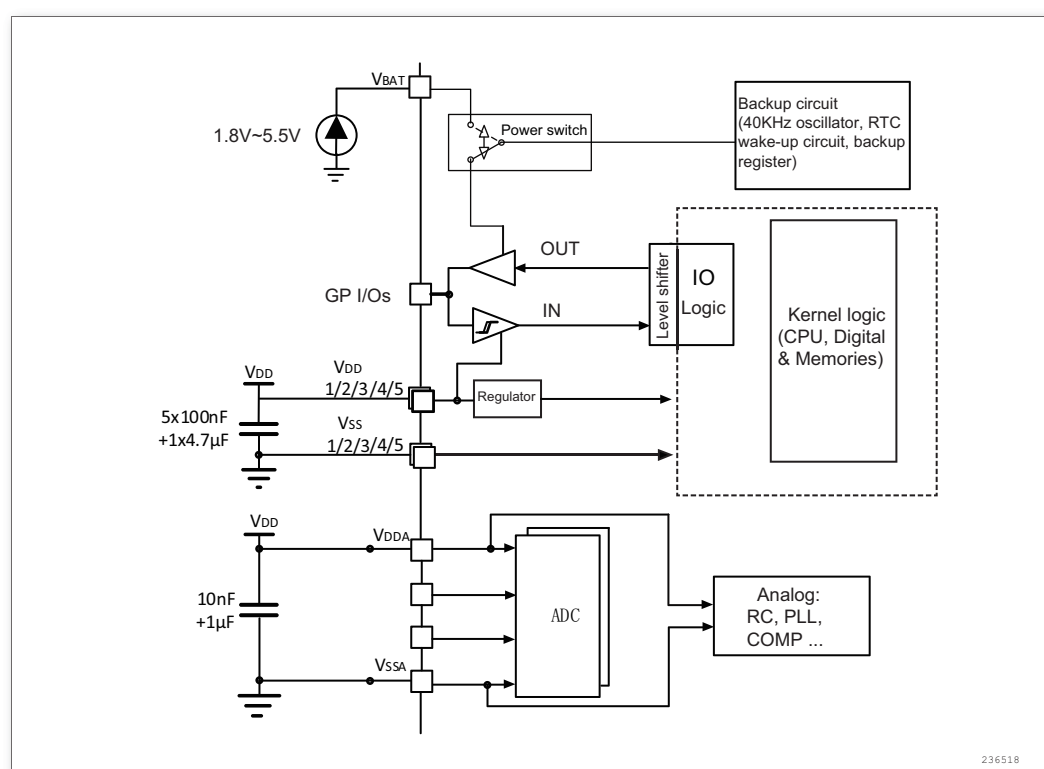 VBAT
1.8V~5.5V
Power switch
Backup circuit
(40KHz oscillator, RTC
wake-up circuit, backup
register)
OUT
GP I/Os
IN
Level shifter
IO
Logic
Kernel logic
(CPU, Digital
& Memories)
VDD
VDD
1/2/3/4/5
Regulator
5x100nF
+1x4.7µF
VSS
1/2/3/4/5
VDD
VDDA
10nF
+1µF
ADC
Analog:
RC, PLL,
COMP ...
VSSA
236518